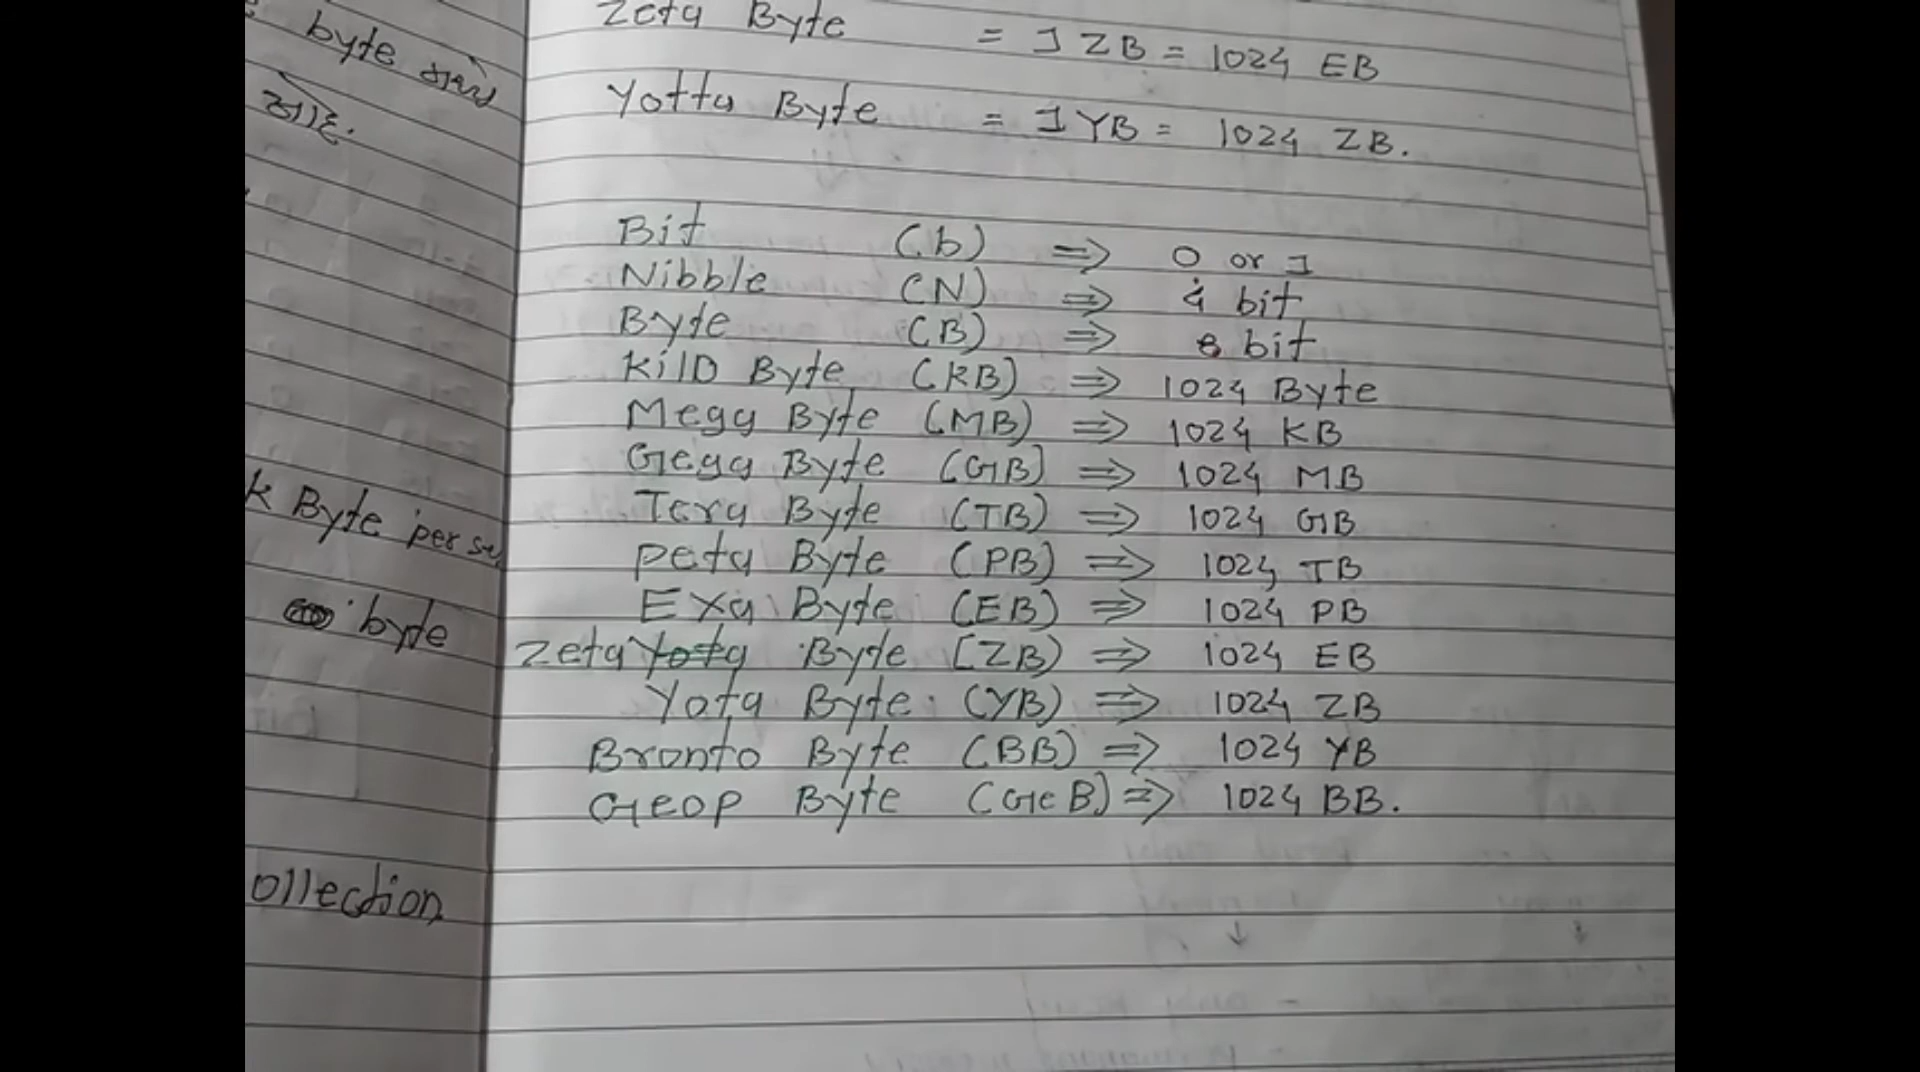 byte
आहे.
k Byte per se
byte
ollection
Zeta Byte = 1 ZB = 1024 EB
Yotta Byte = 1 YB = 1024 ZB.
Bit (b) ⇒ 0 or 1
Nibble (N) ⇒ 4 bit
Byte (B) ⇒ 8 bit
Kilo Byte (KB) ⇒ 1024 Byte
Mega Byte (MB) ⇒ 1024 KB
Gega Byte (GB) ⇒ 1024 MB
Tera Byte (TB) ⇒ 1024 GB
Peta Byte (PB) ⇒ 1024 TB
Exa Byte (EB) ⇒ 1024 PB
Zeta Yota Byte (ZB) ⇒ 1024 EB
Yota Byte (YB) ⇒ 1024 ZB
Bronto Byte (BB) ⇒ 1024 YB
Geop Byte (GeB) ⇒ 1024 BB.